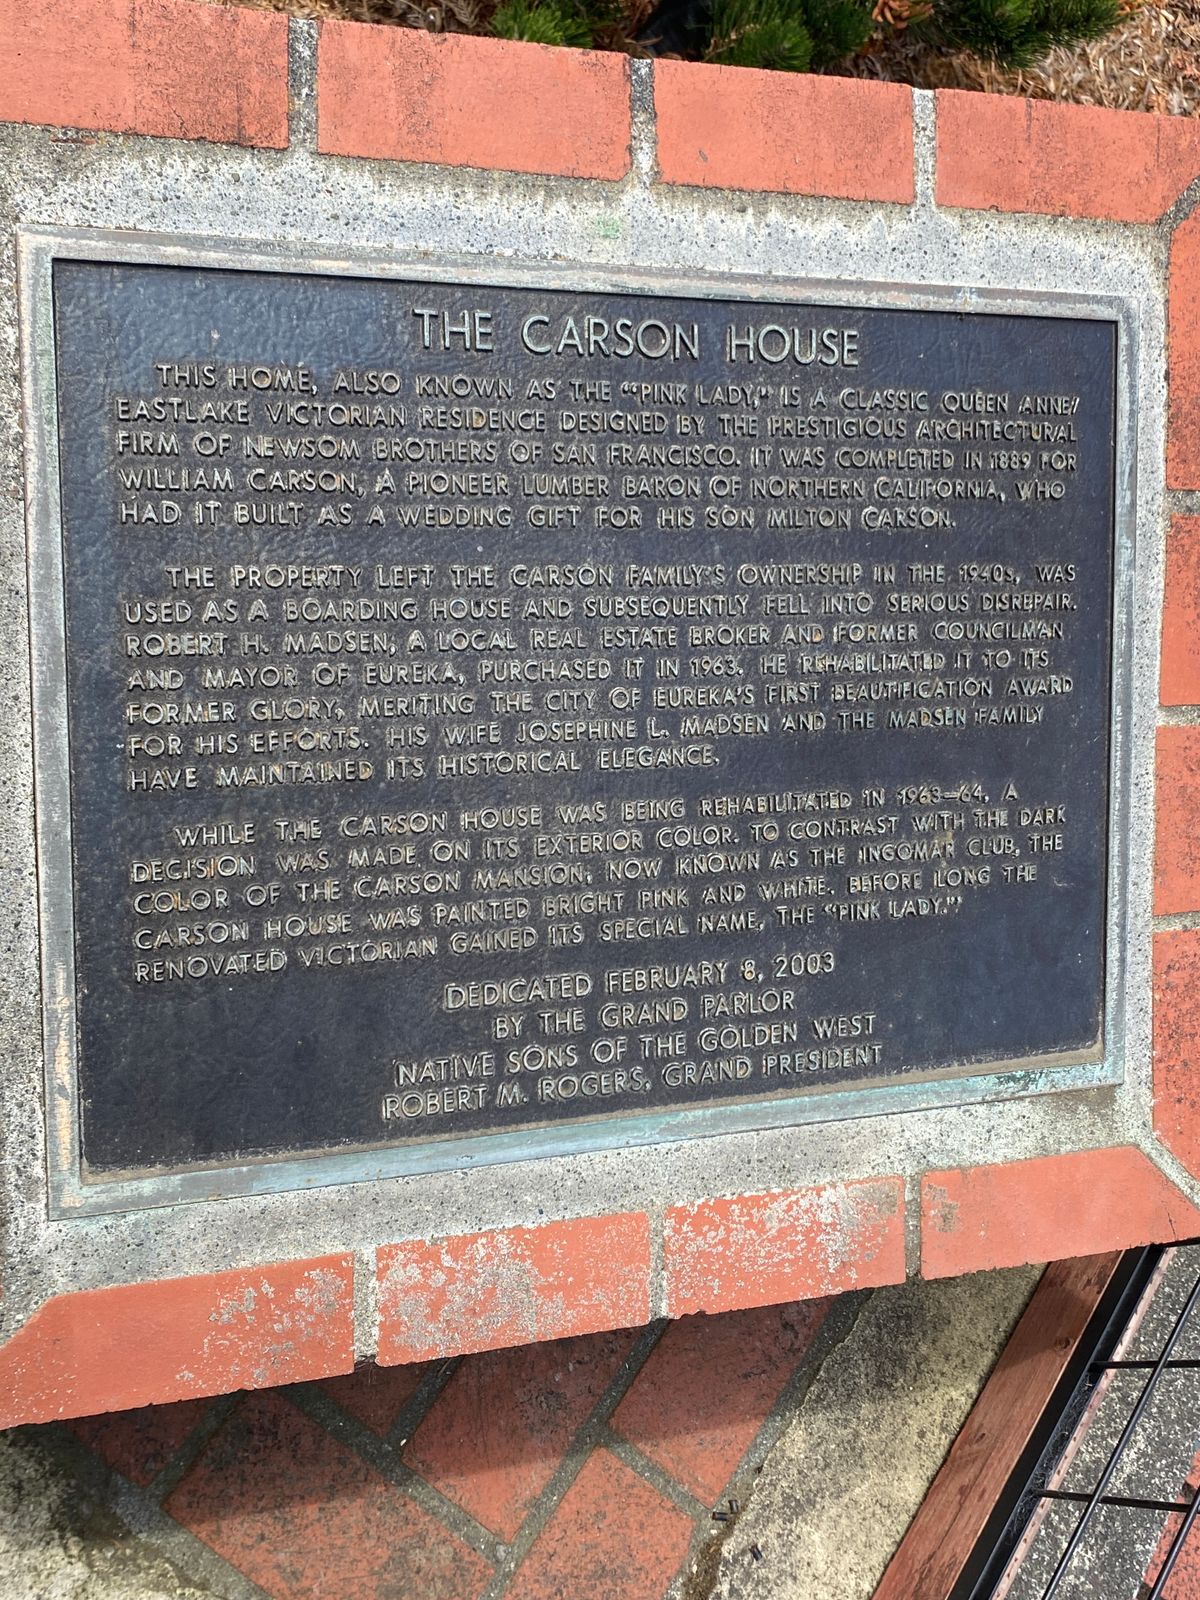 THE CARSON HOUSE
THIS HOME, ALSO KNOWN AS THE "PINK LADY," IS A CLASSIC QUEEN ANNE/
EASTLAKE VICTORIAN RESIDENCE DESIGNED BY THE PRESTIGIOUS ARCHITECTURAL
FIRM OF NEWSOM BROTHERS OF SAN FRANCISCO. IT WAS COMPLETED IN 1889 FOR
WILLIAM CARSON, A PIONEER LUMBER BARON OF NORTHERN CALIFORNIA, WHO
HAD IT BUILT AS A WEDDING GIFT FOR HIS SON MILTON CARSON.
THE PROPERTY LEFT THE CARSON FAMILY'S OWNERSHIP IN THE 1940s, WAS
USED AS A BOARDING HOUSE AND SUBSEQUENTLY FELL INTO SERIOUS DISREPAIR.
ROBERT H. MADSEN, A LOCAL REAL ESTATE BROKER AND FORMER COUNCILMAN
AND MAYOR OF EUREKA, PURCHASED IT IN 1963. HE REHABILITATED IT TO ITS
FORMER GLORY, MERITING THE CITY OF EUREKA'S FIRST BEAUTIFICATION AWARD
FOR HIS EFFORTS. HIS WIFE JOSEPHINE L. MADSEN AND THE MADSEN FAMILY
HAVE MAINTAINED ITS HISTORICAL ELEGANCE.
WHILE THE CARSON HOUSE WAS BEING REHABILITATED IN 1963-64, A
DECISION WAS MADE ON ITS EXTERIOR COLOR. TO CONTRAST WITH THE DARK
COLOR OF THE CARSON MANSION, NOW KNOWN AS THE INGOMAR CLUB, THE
CARSON HOUSE WAS PAINTED BRIGHT PINK AND WHITE. BEFORE LONG THE
RENOVATED VICTORIAN GAINED ITS SPECIAL NAME, THE "PINK LADY."
DEDICATED FEBRUARY 8, 2003
BY THE GRAND PARLOR
NATIVE SONS OF THE GOLDEN WEST
ROBERT M. ROGERS, GRAND PRESIDENT